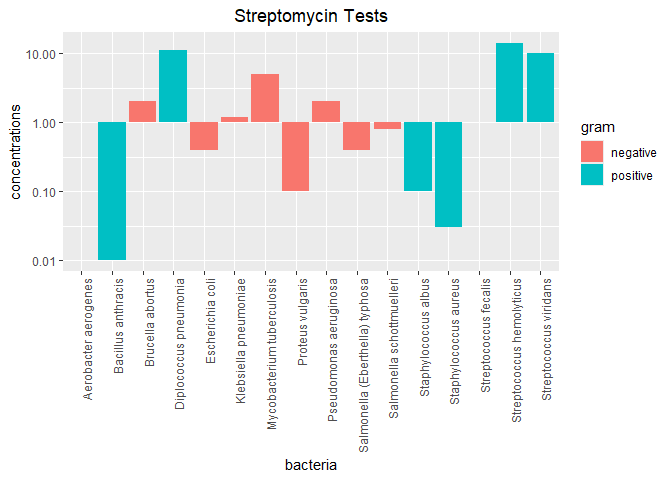 Streptomycin Tests
concentrations
10.00
1.00
0.10
0.01
Aerobacter aerogenes
Bacillus anthracis
Brucella abortus
Diplococcus pneumonia
Escherichia coli
Klebsiella pneumoniae
Mycobacterium tuberculosis
Proteus vulgaris
Pseudomonas aeruginosa
Salmonella (Eberthella) typhosa
Salmonella schottmuelleri
Staphylococcus albus
Staphylococcus aureus
Streptococcus fecalis
Streptococcus hemolyticus
Streptococcus viridans
bacteria
gram
negative
positive